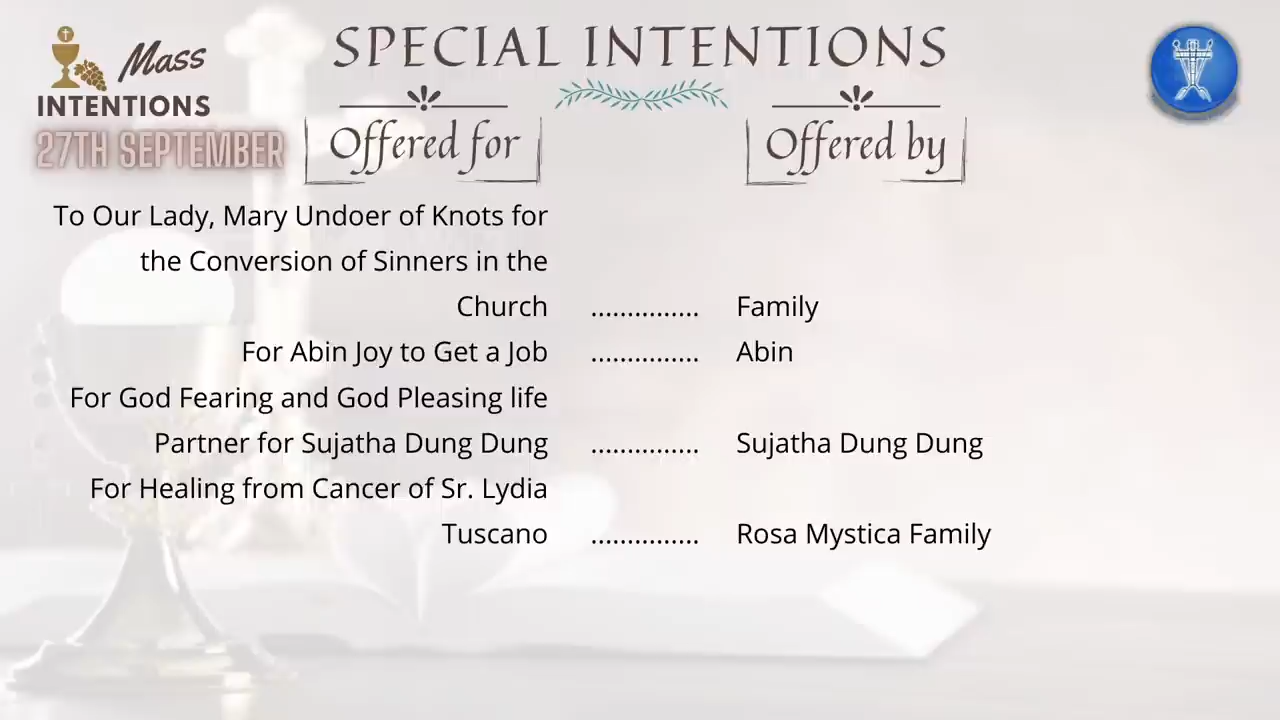 Mass
INTENTIONS
27TH SEPTEMBER
SPECIAL INTENTIONS
Offered for
Offered by
To Our Lady, Mary Undoer of Knots for
the Conversion of Sinners in the
Church ............... Family
For Abin Joy to Get a Job ............... Abin
For God Fearing and God Pleasing life
Partner for Sujatha Dung Dung ............... Sujatha Dung Dung
For Healing from Cancer of Sr. Lydia
Tuscano ............... Rosa Mystica Family